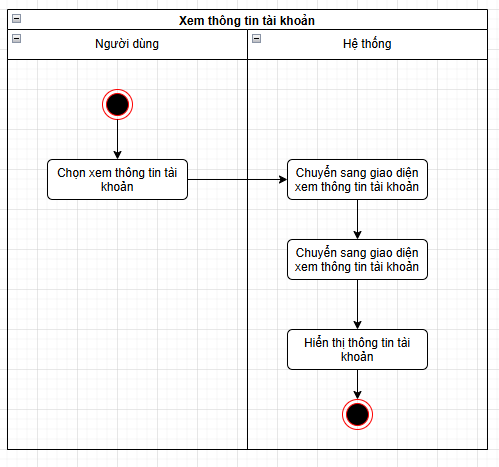 Xem thông tin tài khoản
Người dùng
Hệ thống
Chọn xem thông tin tài
khoản
Chuyển sang giao diện
xem thông tin tài khoản
Chuyển sang giao diện
xem thông tin tài khoản
Hiển thị thông tin tài
khoản